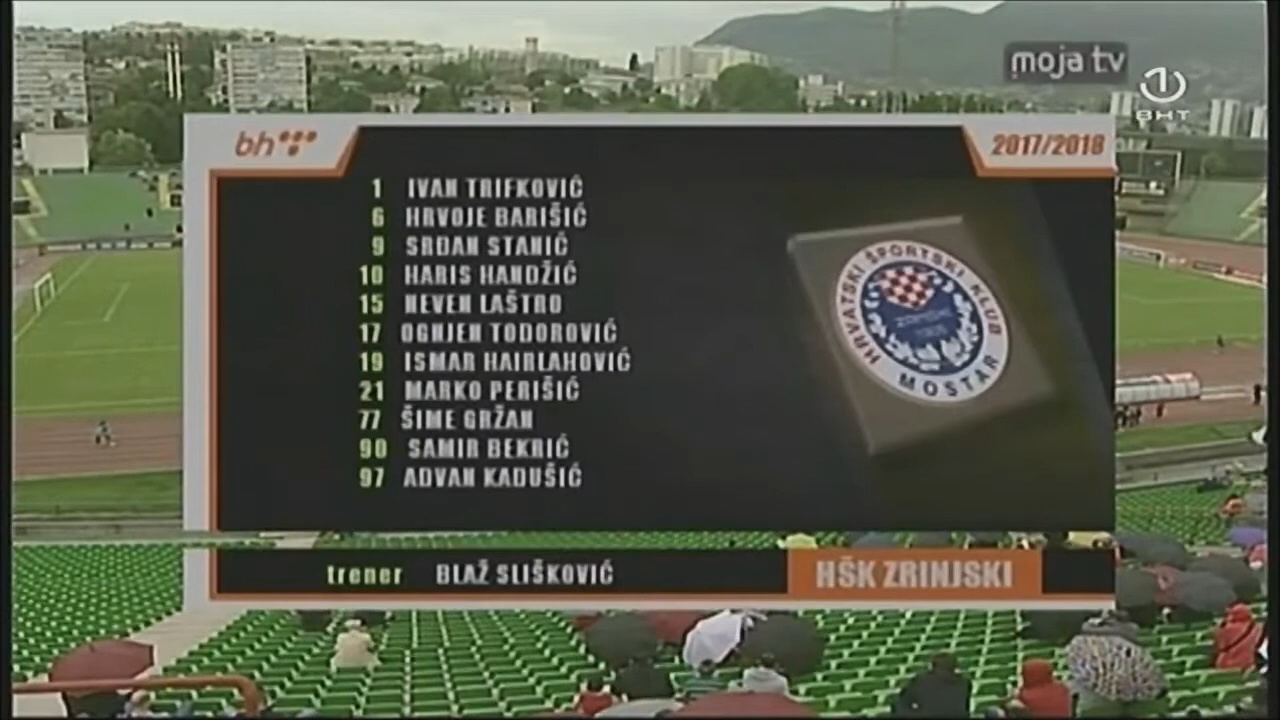 moja tv
1
BHT
bh
2017/2018
1 IVAN TRIFKOVIĆ
6 HRVOJE BARIŠIĆ
9 SRĐAN STANIĆ
10 HARIS HANDŽIĆ
15 NEVEN LAŠTRO
17 OGNJEN TODOROVIĆ
19 ISMAR HAIRLAHOVIĆ
21 MARKO PERIŠIĆ
77 ŠIME GRŽAN
90 SAMIR BEKRIĆ
97 ADVAN KADUŠIĆ
HRVATSKI ŠPORTSKI KLUB
MOSTAR
trener BLAŽ SLIŠKOVIĆ
HŠK ZRINJSKI